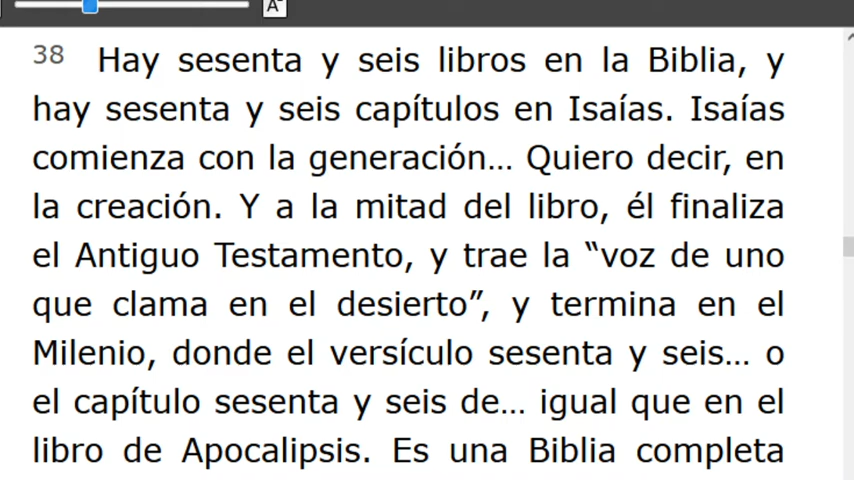 A
38 Hay sesenta y seis libros en la Biblia, y
hay sesenta y seis capítulos en Isaías. Isaías
comienza con la generación… Quiero decir, en
la creación. Y a la mitad del libro, él finaliza
el Antiguo Testamento, y trae la “voz de uno
que clama en el desierto”, y termina en el
Milenio, donde el versículo sesenta y seis… o
el capítulo sesenta y seis de… igual que en el
libro de Apocalipsis. Es una Biblia completa